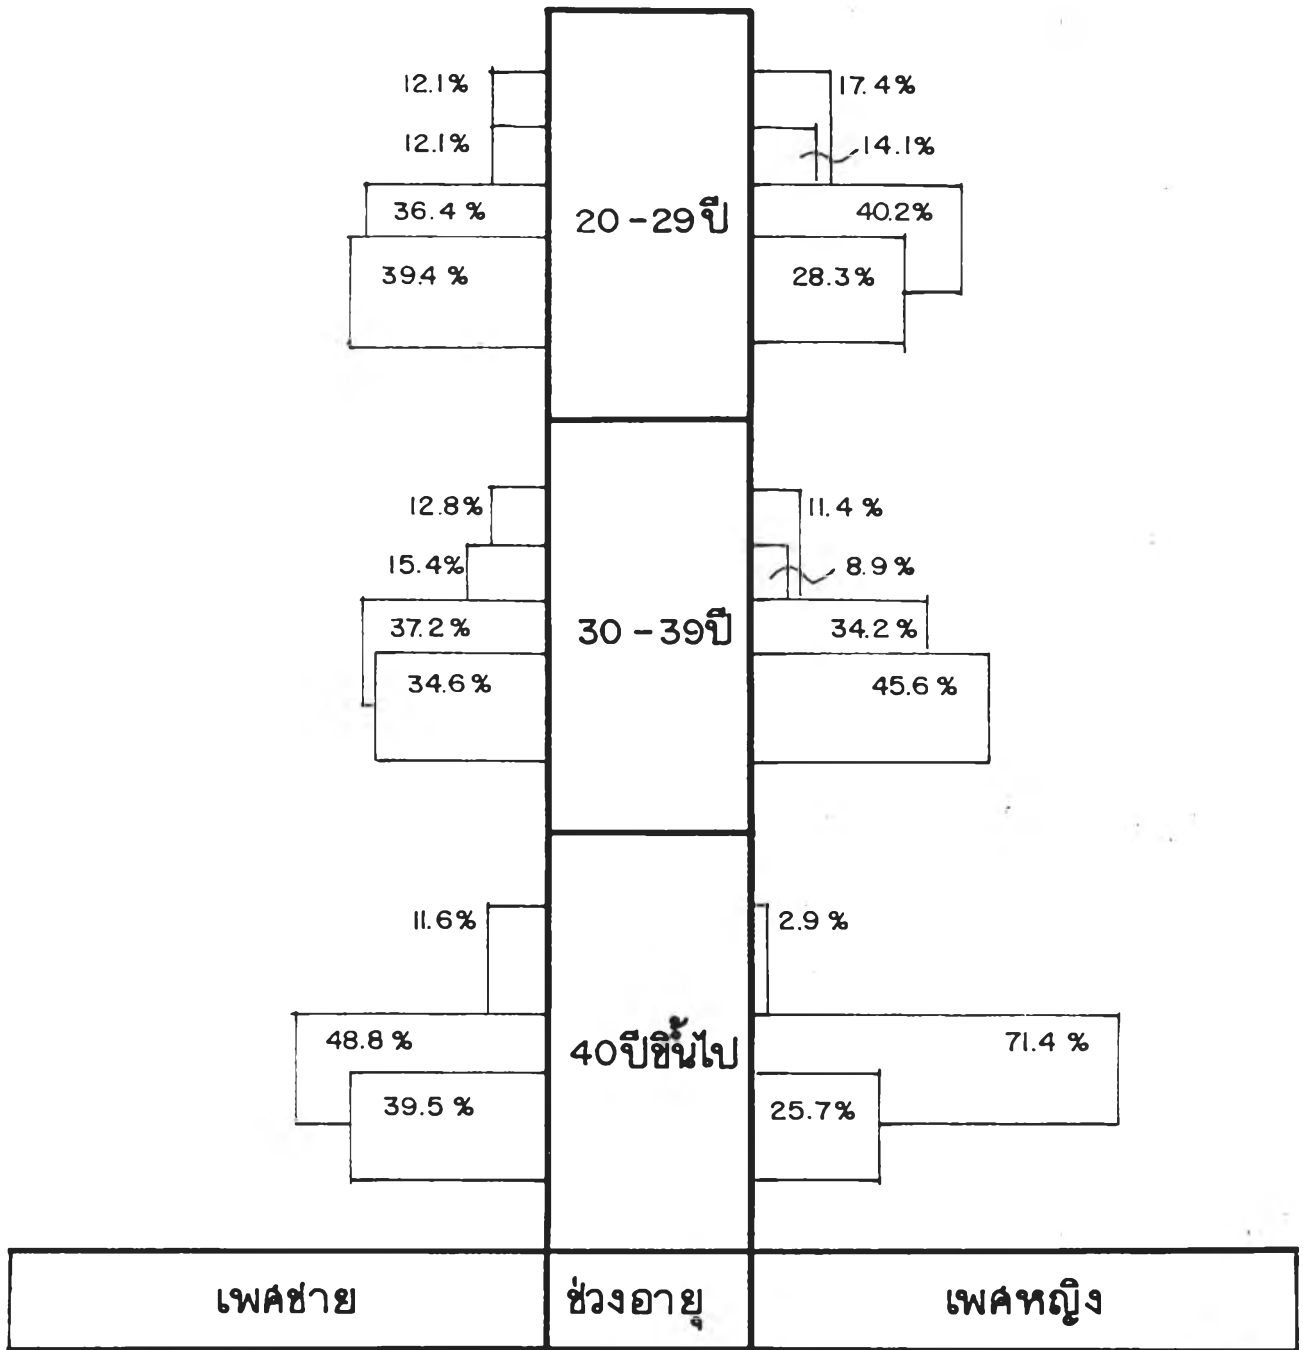 12.1% 17.4%
12.1% 14.1%
36.4% 20-29ปี 40.2%
39.4% 28.3%
12.8% 11.4%
15.4% 8.9%
37.2% 30-39ปี 34.2%
34.6% 45.6%
11.6% 2.9%
48.8% 40ปีขึ้นไป 71.4%
39.5% 25.7%
เพศชาย ช่วงอายุ เพศหญิง